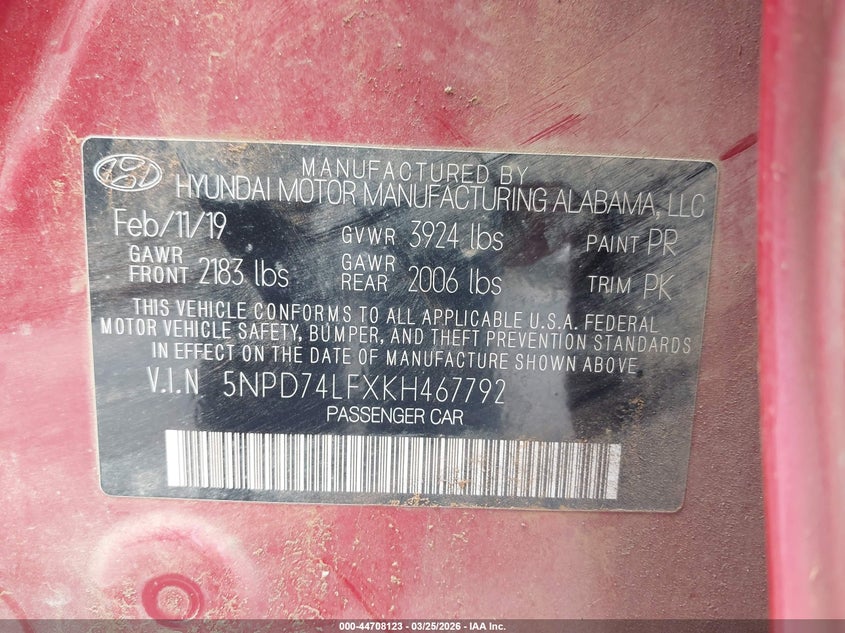 MANUFACTURED BY
HYUNDAI MOTOR MANUFACTURING ALABAMA, LLC
Feb/11/19 GVWR 3924 lbs PAINT PR
GAWR FRONT 2183 lbs GAWR REAR 2006 lbs TRIM PK
THIS VEHICLE CONFORMS TO ALL APPLICABLE U.S.A. FEDERAL
MOTOR VEHICLE SAFETY, BUMPER, AND THEFT PREVENTION STANDARDS
IN EFFECT ON THE DATE OF MANUFACTURE SHOWN ABOVE
V.I.N 5NPD74LFXKH467792
PASSENGER CAR
000-44708123 - 03/25/2026 - IAA Inc.